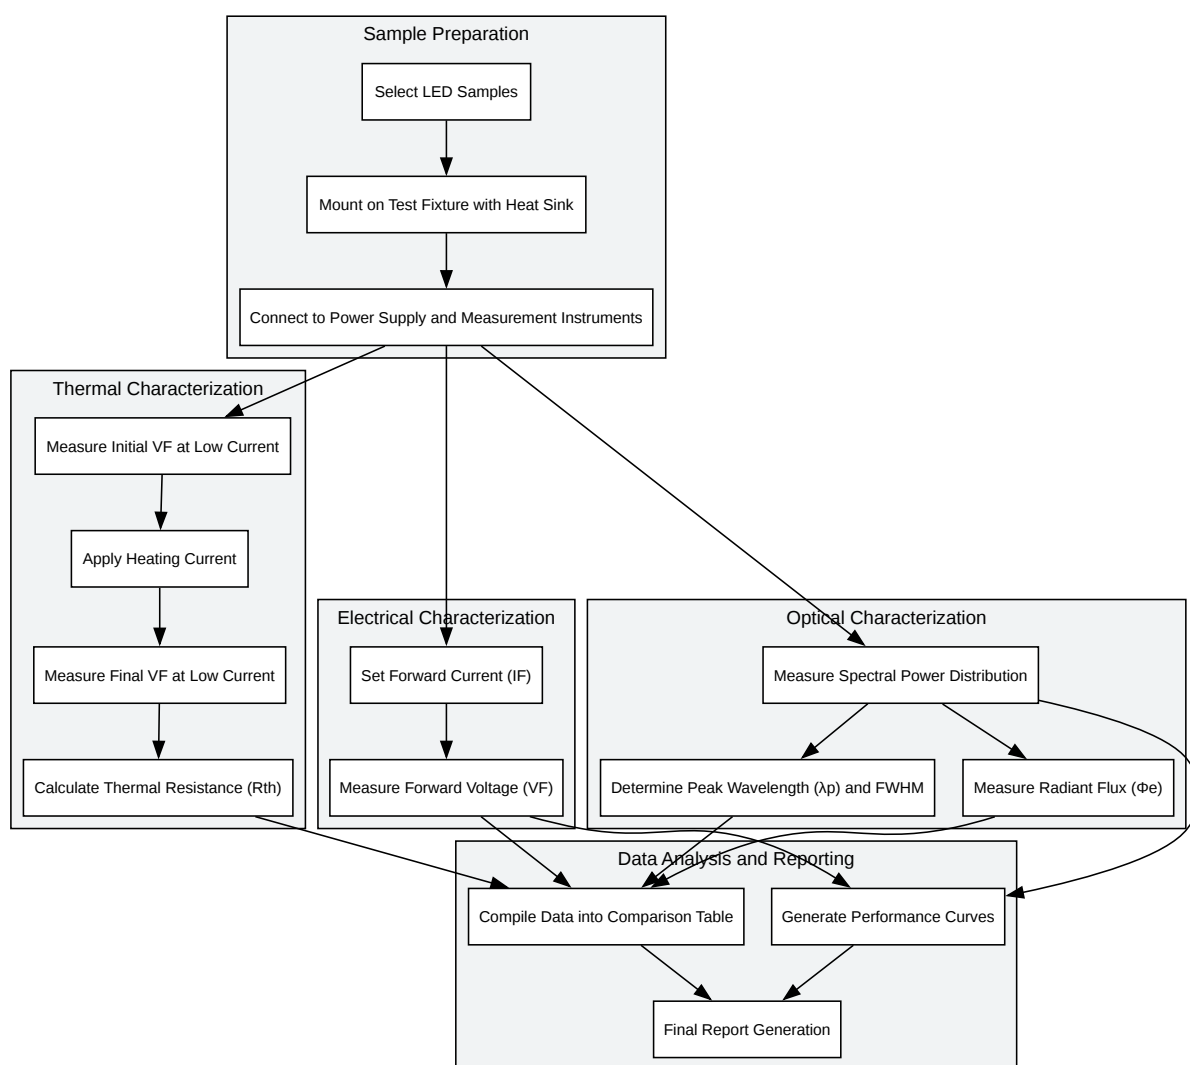 Sample Preparation
Select LED Samples
Mount on Test Fixture with Heat Sink
Connect to Power Supply and Measurement Instruments
Thermal Characterization
Measure Initial VF at Low Current
Apply Heating Current
Measure Final VF at Low Current
Calculate Thermal Resistance (Rth)
Electrical Characterization
Set Forward Current (IF)
Measure Forward Voltage (VF)
Optical Characterization
Measure Spectral Power Distribution
Determine Peak Wavelength (λp) and FWHM
Measure Radiant Flux (Φe)
Data Analysis and Reporting
Compile Data into Comparison Table
Generate Performance Curves
Final Report Generation